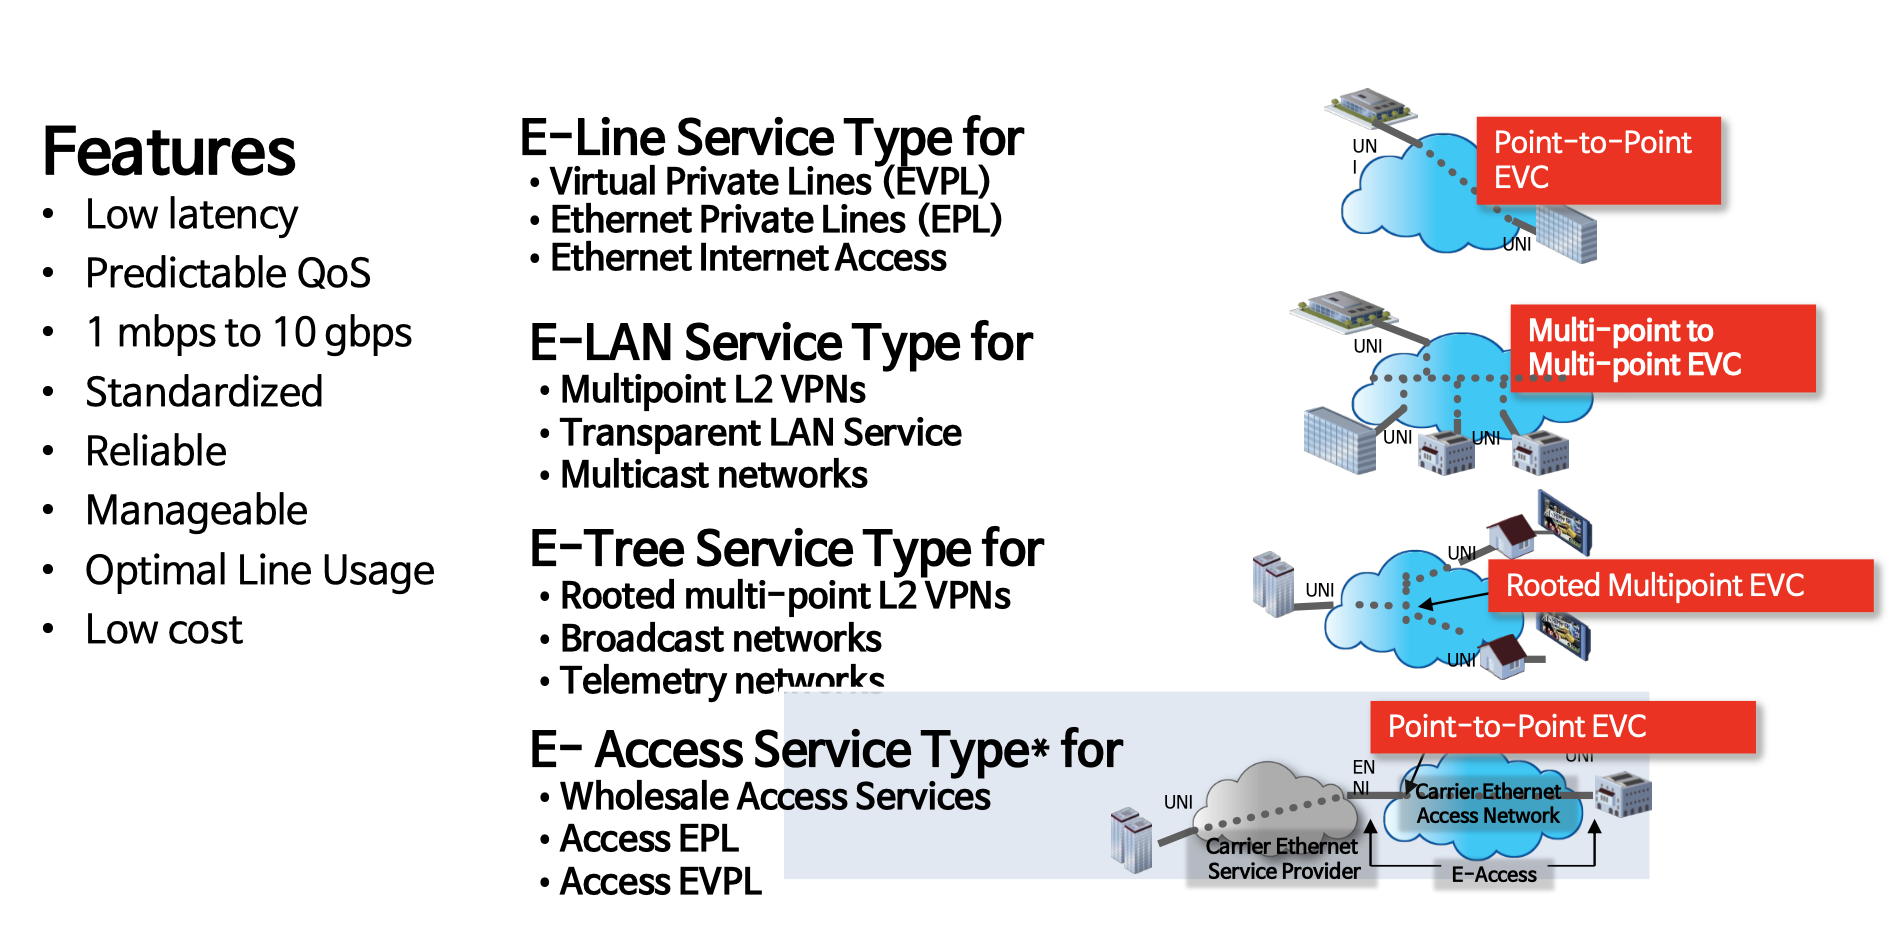 Features
• Low latency
• Predictable QoS
• 1 mbps to 10 gbps
• Standardized
• Reliable
• Manageable
• Optimal Line Usage
• Low cost
E-Line Service Type for
• Virtual Private Lines (EVPL)
• Ethernet Private Lines (EPL)
• Ethernet Internet Access
UN
I
Point-to-Point
EVC
UNI
E-LAN Service Type for
• Multipoint L2 VPNs
• Transparent LAN Service
• Multicast networks
UNI
Multi-point to
Multi-point EVC
UNI
UNI
E-Tree Service Type for
• Rooted multi-point L2 VPNs
• Broadcast networks
• Telemetry networks
UNI
UNI
Rooted Multipoint EVC
UNI
E- Access Service Type* for
• Wholesale Access Services
• Access EPL
• Access EVPL
Point-to-Point EVC
UNI
EN
NI
UNI
Carrier Ethernet
Access Network
Carrier Ethernet
Service Provider
E-Access